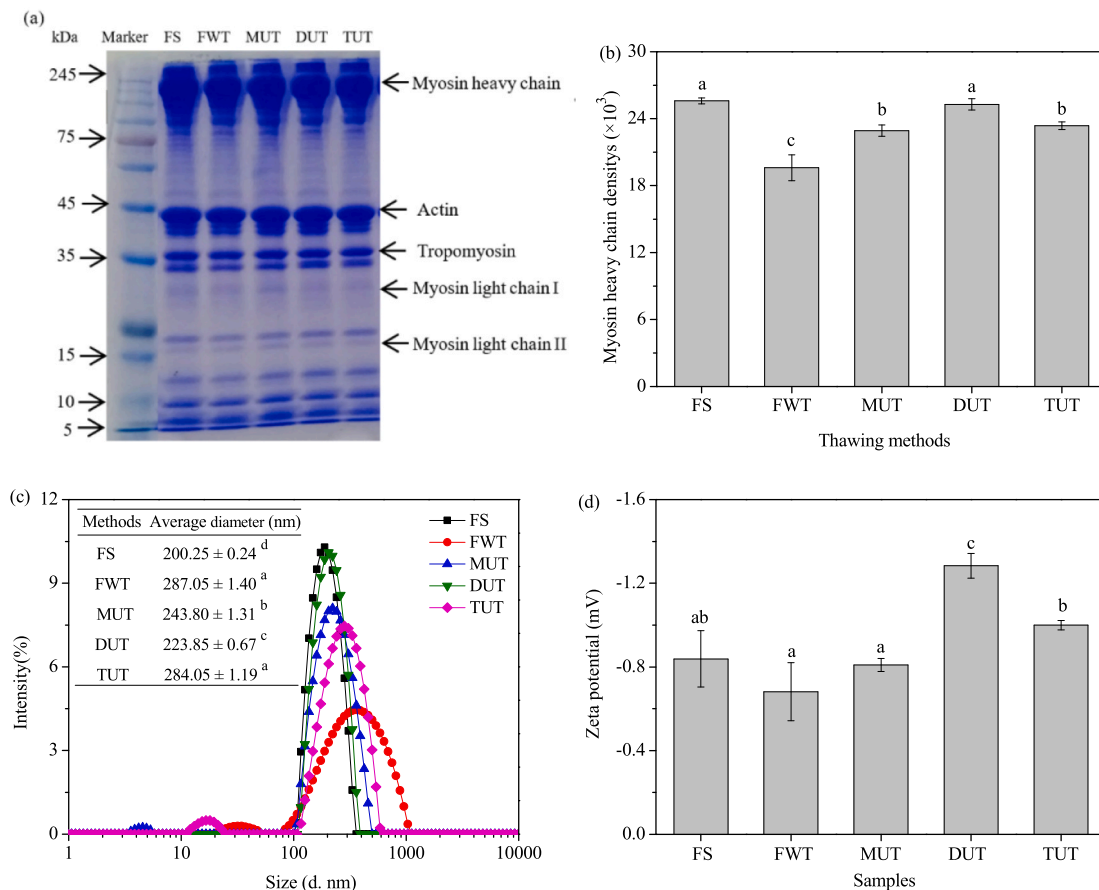 (a)
kDa Marker FS FWT MUT DUT TUT
245
75
45
35
15
10
5
Myosin heavy chain
Actin
Tropomyosin
Myosin light chain I
Myosin light chain II
(b)
Myosin heavy chain densitys (×10³)
30
24
18
12
6
0
a
c
b
a
b
FS FWT MUT DUT TUT
Thawing methods
(c)
Intensity(%)
12
9
6
3
0
Methods Average diameter (nm)
FS 200.25 ± 0.24 d
FWT 287.05 ± 1.40 a
MUT 243.80 ± 1.31 b
DUT 223.85 ± 0.67 c
TUT 284.05 ± 1.19 a
FS
FWT
MUT
DUT
TUT
1 10 100 1000 10000
Size (d. nm)
(d)
Zeta potential (mV)
-1.6
-1.2
-0.8
-0.4
0.0
ab
a
a
c
b
FS FWT MUT DUT TUT
Samples